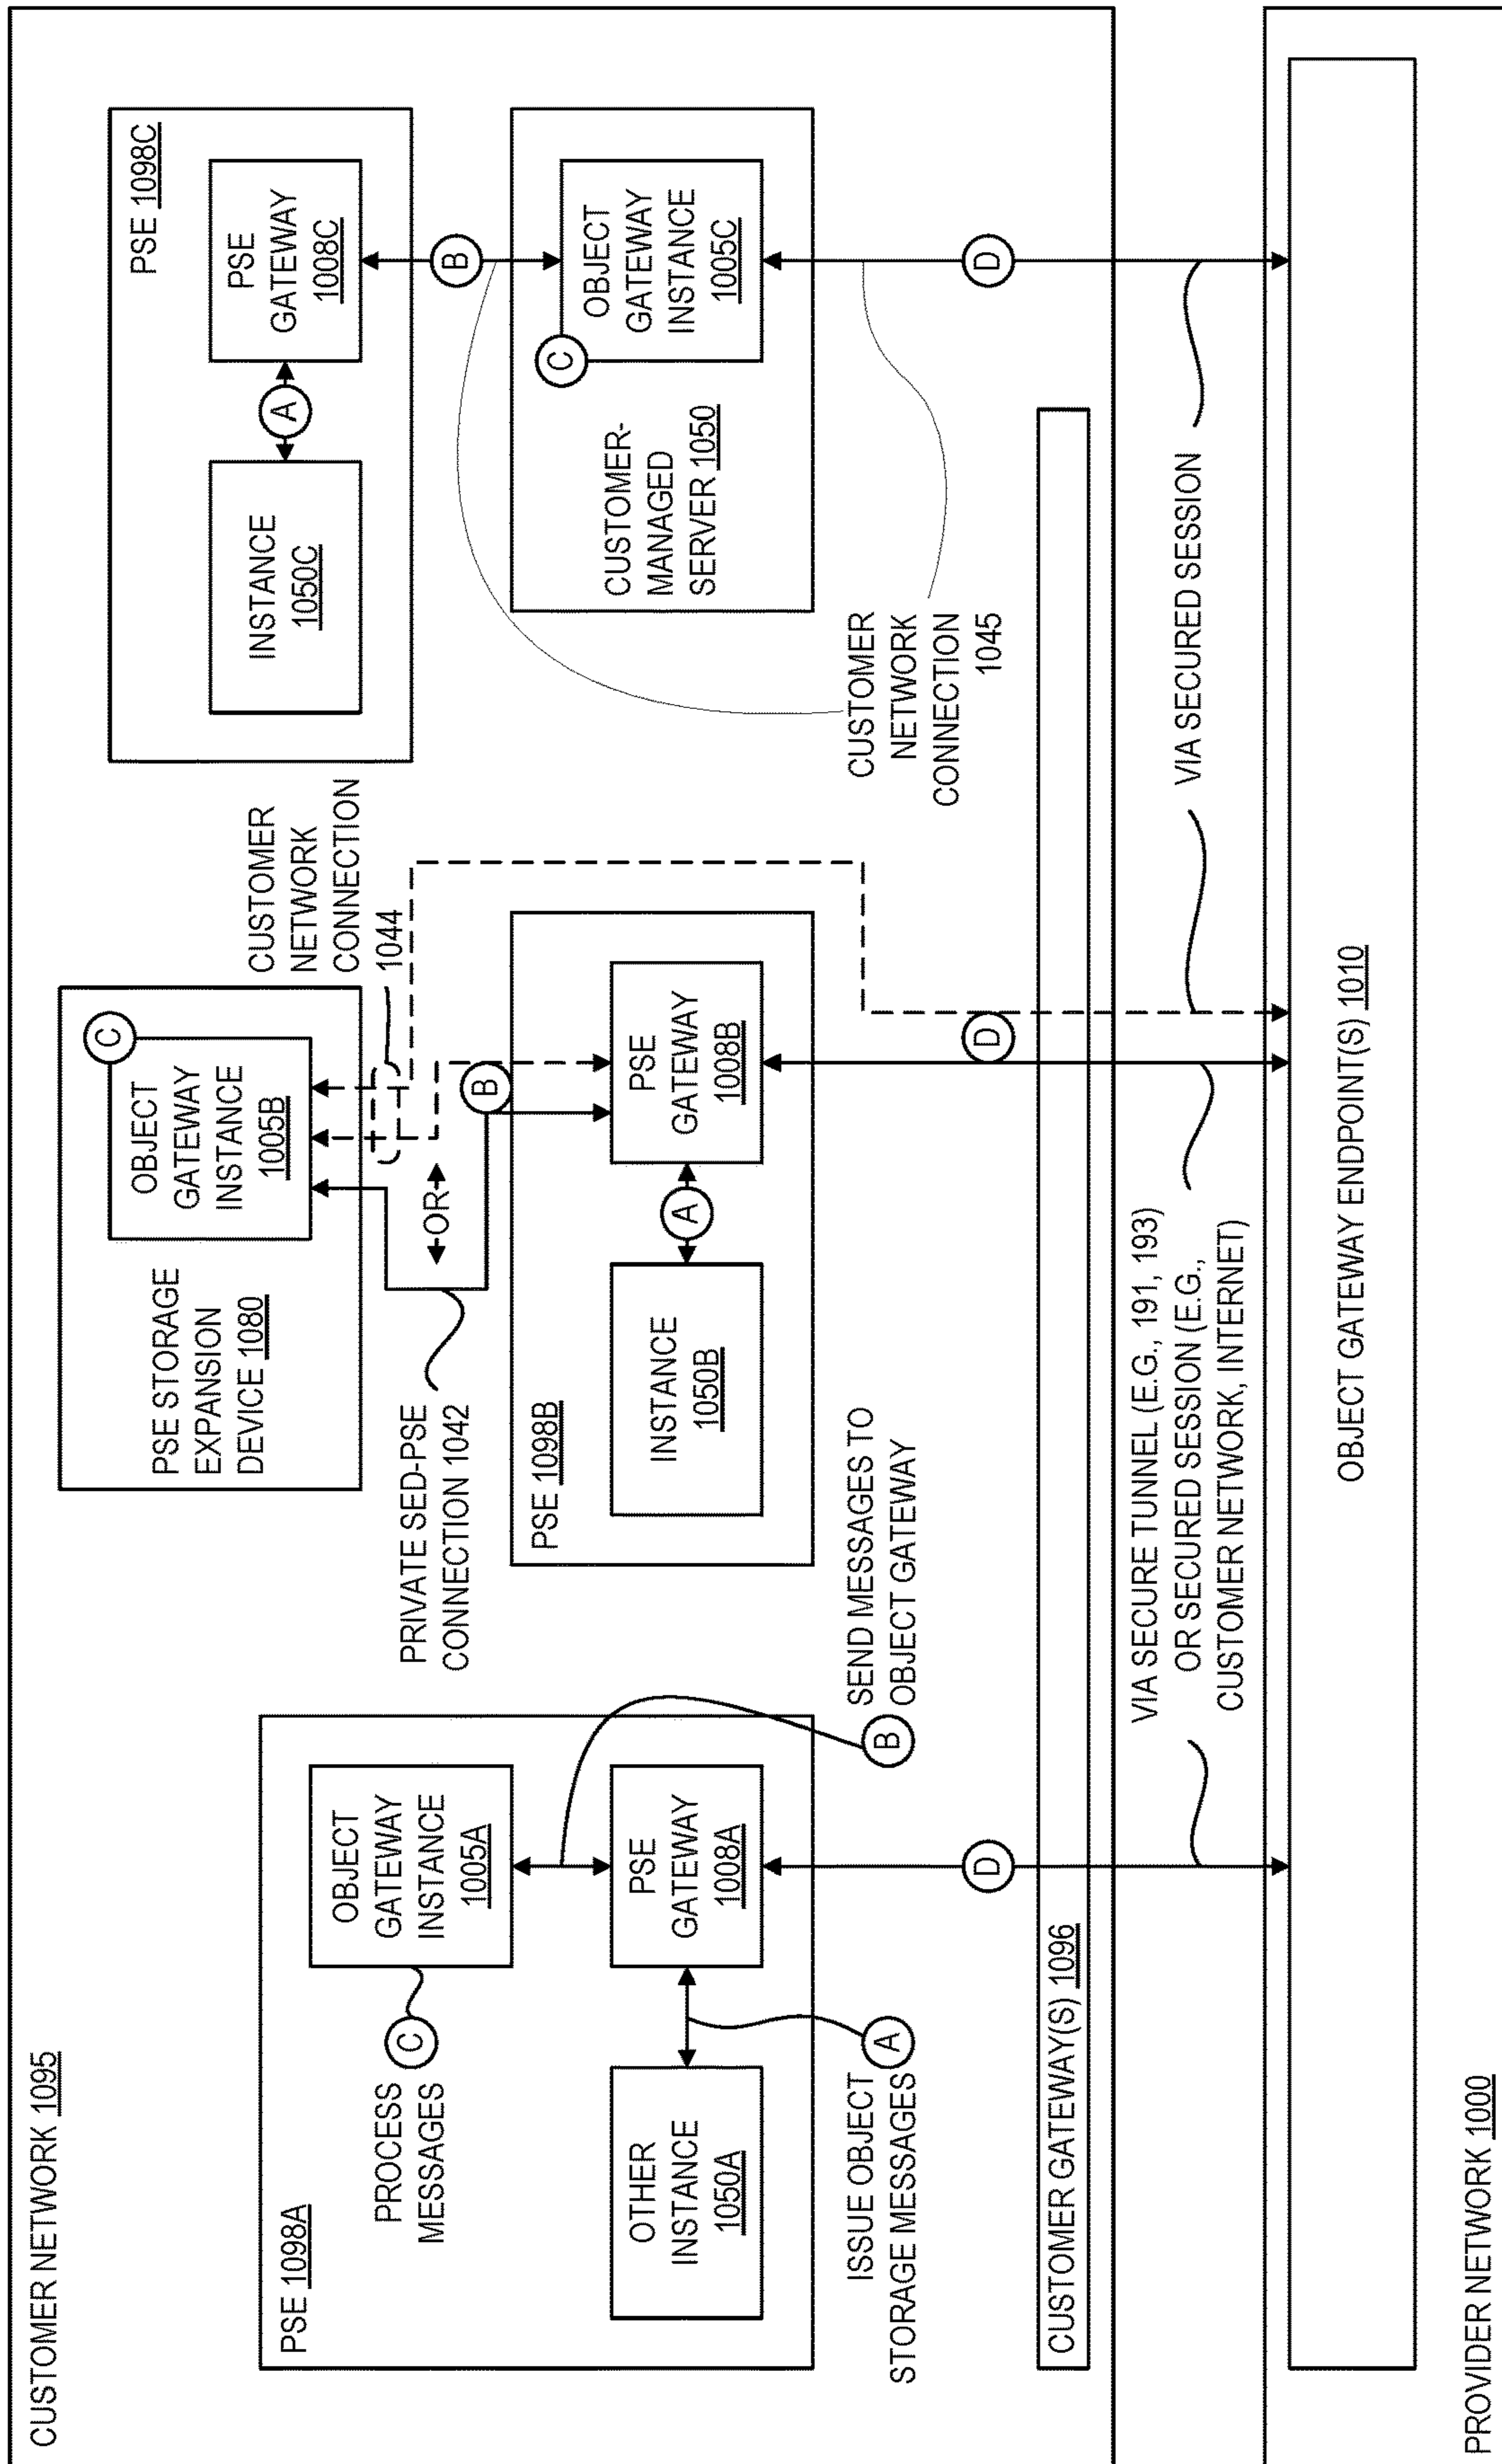 CUSTOMER NETWORK 1095
PSE 1098A
OBJECT
GATEWAY
INSTANCE
1005A
C
PROCESS
MESSAGES
OTHER
INSTANCE
1050A
PSE
GATEWAY
1008A
A
ISSUE OBJECT
STORAGE MESSAGES
B
SEND MESSAGES TO
OBJECT GATEWAY
D
PSE STORAGE
EXPANSION
DEVICE 1080
OBJECT
GATEWAY
INSTANCE
1005B
C
PRIVATE SED-PSE
CONNECTION 1042
OR
CUSTOMER
NETWORK
CONNECTION
1044
B
PSE 1098B
INSTANCE
1050B
A
PSE
GATEWAY
1008B
D
PSE 1098C
INSTANCE
1050C
A
PSE
GATEWAY
1008C
B
CUSTOMER-
MANAGED
SERVER 1050
C
OBJECT
GATEWAY
INSTANCE
1005C
CUSTOMER
NETWORK
CONNECTION
1045
D
CUSTOMER GATEWAY(S) 1096
VIA SECURE TUNNEL (E.G., 191, 193)
OR SECURED SESSION (E.G.,
CUSTOMER NETWORK, INTERNET)
VIA SECURED SESSION
OBJECT GATEWAY ENDPOINT(S) 1010
PROVIDER NETWORK 1000